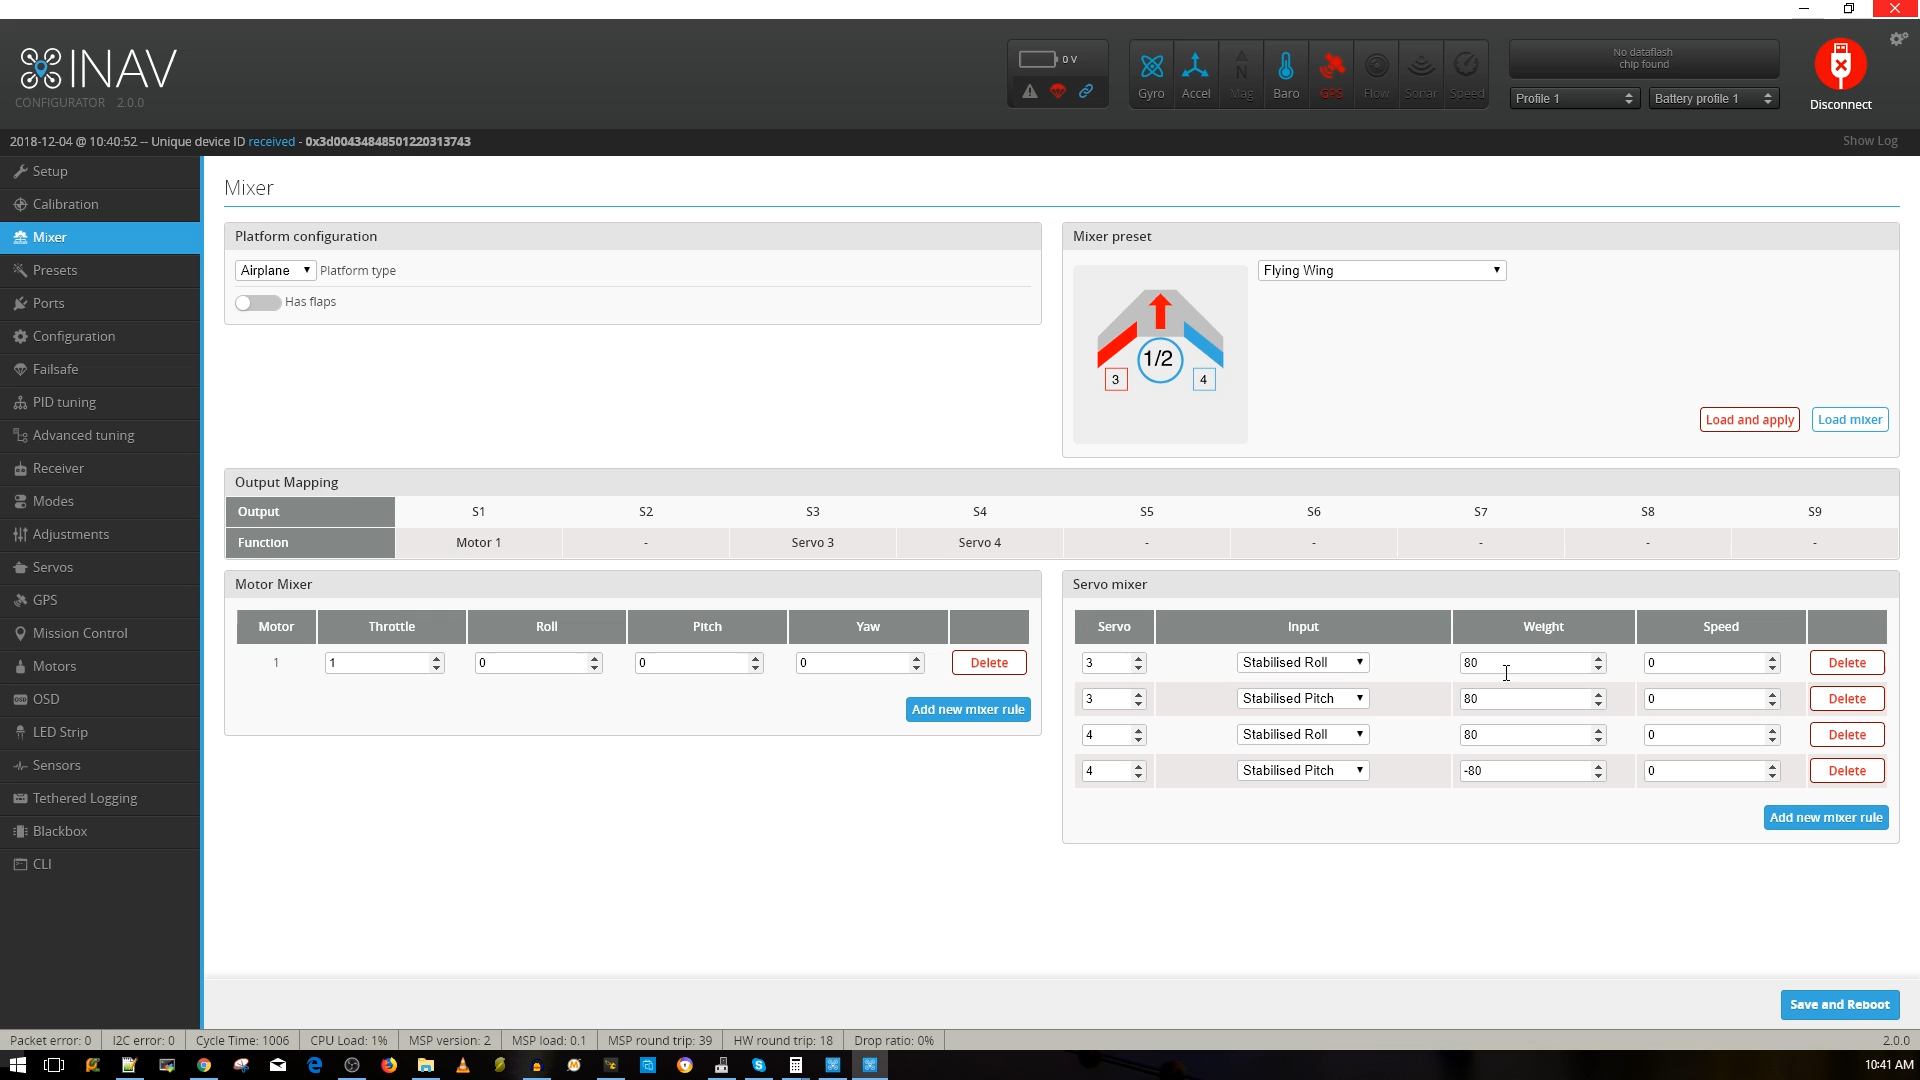 INAV
CONFIGURATOR 2.0.0
0 V
Gyro Accel Mag Baro GPS Flow Sonar Speed
No dataflash
chip found
Profile 1 Battery profile 1
Disconnect
2018-12-04 @ 10:40:52 -- Unique device ID received - 0x3d00434848501220313743
Show Log
Setup
Calibration
Mixer
Presets
Ports
Configuration
Failsafe
PID tuning
Advanced tuning
Receiver
Modes
Adjustments
Servos
GPS
Mission Control
Motors
OSD
LED Strip
Sensors
Tethered Logging
Blackbox
CLI
Mixer
Platform configuration
Airplane Platform type
Has flaps
Mixer preset
Flying Wing
1/2
3 4
Load and apply Load mixer
Output Mapping
Output S1 S2 S3 S4 S5 S6 S7 S8 S9
Function Motor 1 - Servo 3 Servo 4 - - - - -
Motor Mixer
Motor Throttle Roll Pitch Yaw
1 1 0 0 0 Delete
Add new mixer rule
Servo mixer
Servo Input Weight Speed
3 Stabilised Roll 80 0 Delete
3 Stabilised Pitch 80 0 Delete
4 Stabilised Roll 80 0 Delete
4 Stabilised Pitch -80 0 Delete
Add new mixer rule
Save and Reboot
Packet error: 0 I2C error: 0 Cycle Time: 1006 CPU Load: 1% MSP version: 2 MSP load: 0.1 MSP round trip: 39 HW round trip: 18 Drop ratio: 0% 2.0.0
10:41 AM